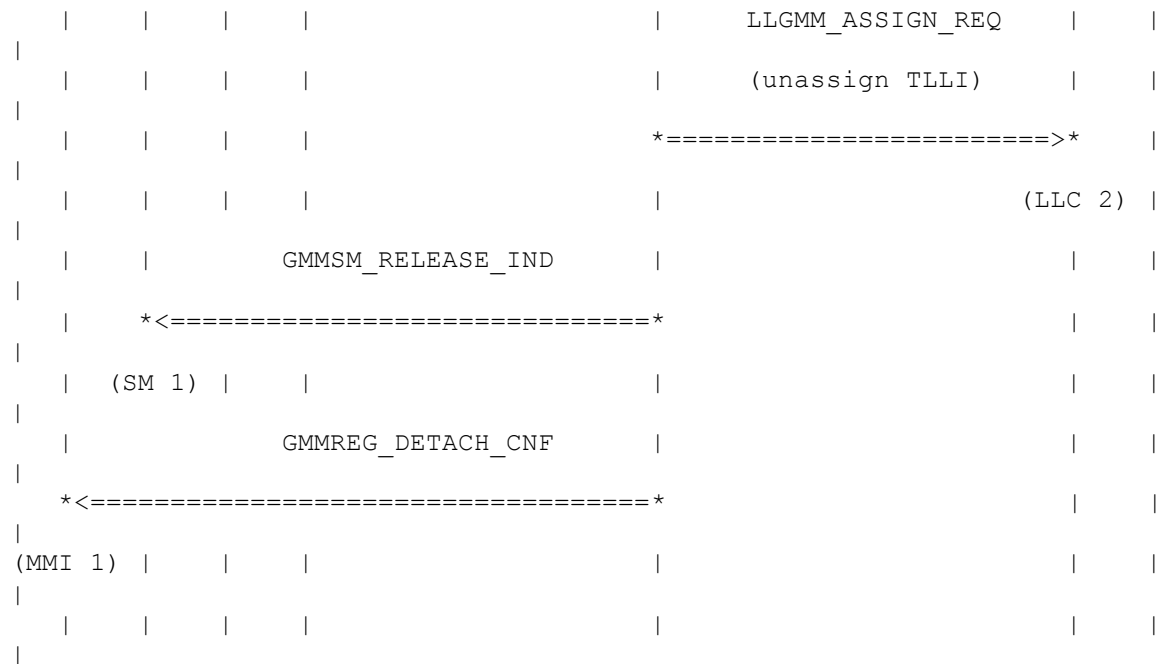 |    |    |    |                      |     LLGMM_ASSIGN_REQ    |    |
|
|    |    |    |                      |     (unassign TLLI)     |    |
|
|    |    |    |                      *========================>*    |
|
|    |    |    |                      |                      (LLC 2) |
|
|    |        GMMSM_RELEASE_IND      |                         |    |
|
|    *<==============================*                         |    |
|
|  (SM 1) |    |                      |                         |    |
|
|             GMMREG_DETACH_CNF      |                         |    |
|
*<===================================*                         |    |
|
(MMI 1) |    |    |                      |                         |    |
|
|    |    |    |                      |                         |    |
|